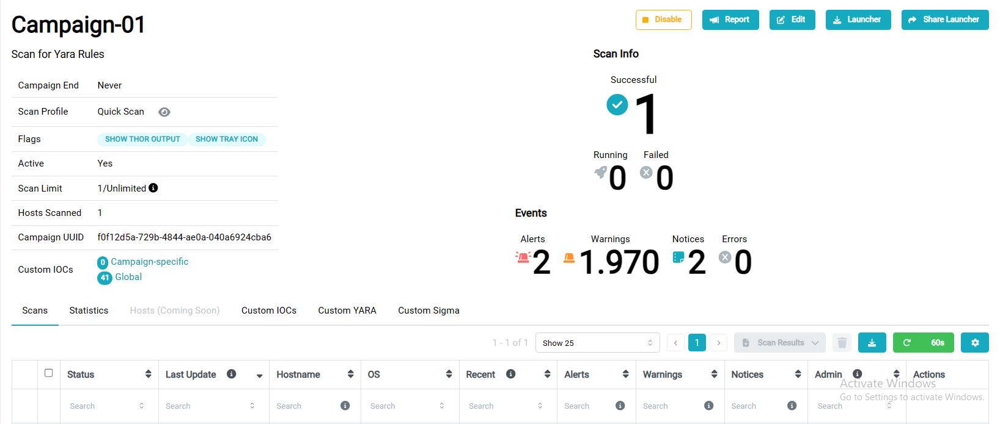 Campaign-01
Disable
Report
Edit
Launcher
Share Launcher
Scan for Yara Rules
Campaign End Never
Scan Profile Quick Scan
Flags SHOW THOR OUTPUT SHOW TRAY ICON
Active Yes
Scan Limit 1/Unlimited
Hosts Scanned 1
Campaign UUID f0f12d5a-729b-4844-ae0a-040a6924cba6
Custom IOCs
0 Campaign-specific
41 Global
Scan Info
Successful
1
Running Failed
0 0
Events
Alerts Warnings Notices Errors
2 1.970 2 0
Scans Statistics Hosts (Coming Soon) Custom IOCs Custom YARA Custom Sigma
1 - 1 of 1 Show 25 1 Scan Results 60s
Status Last Update Hostname OS Recent Alerts Warnings Notices Admin Actions
Search Search Search Search Search Search Search Search Search
Activate Windows
Go to Settings to activate Windows.